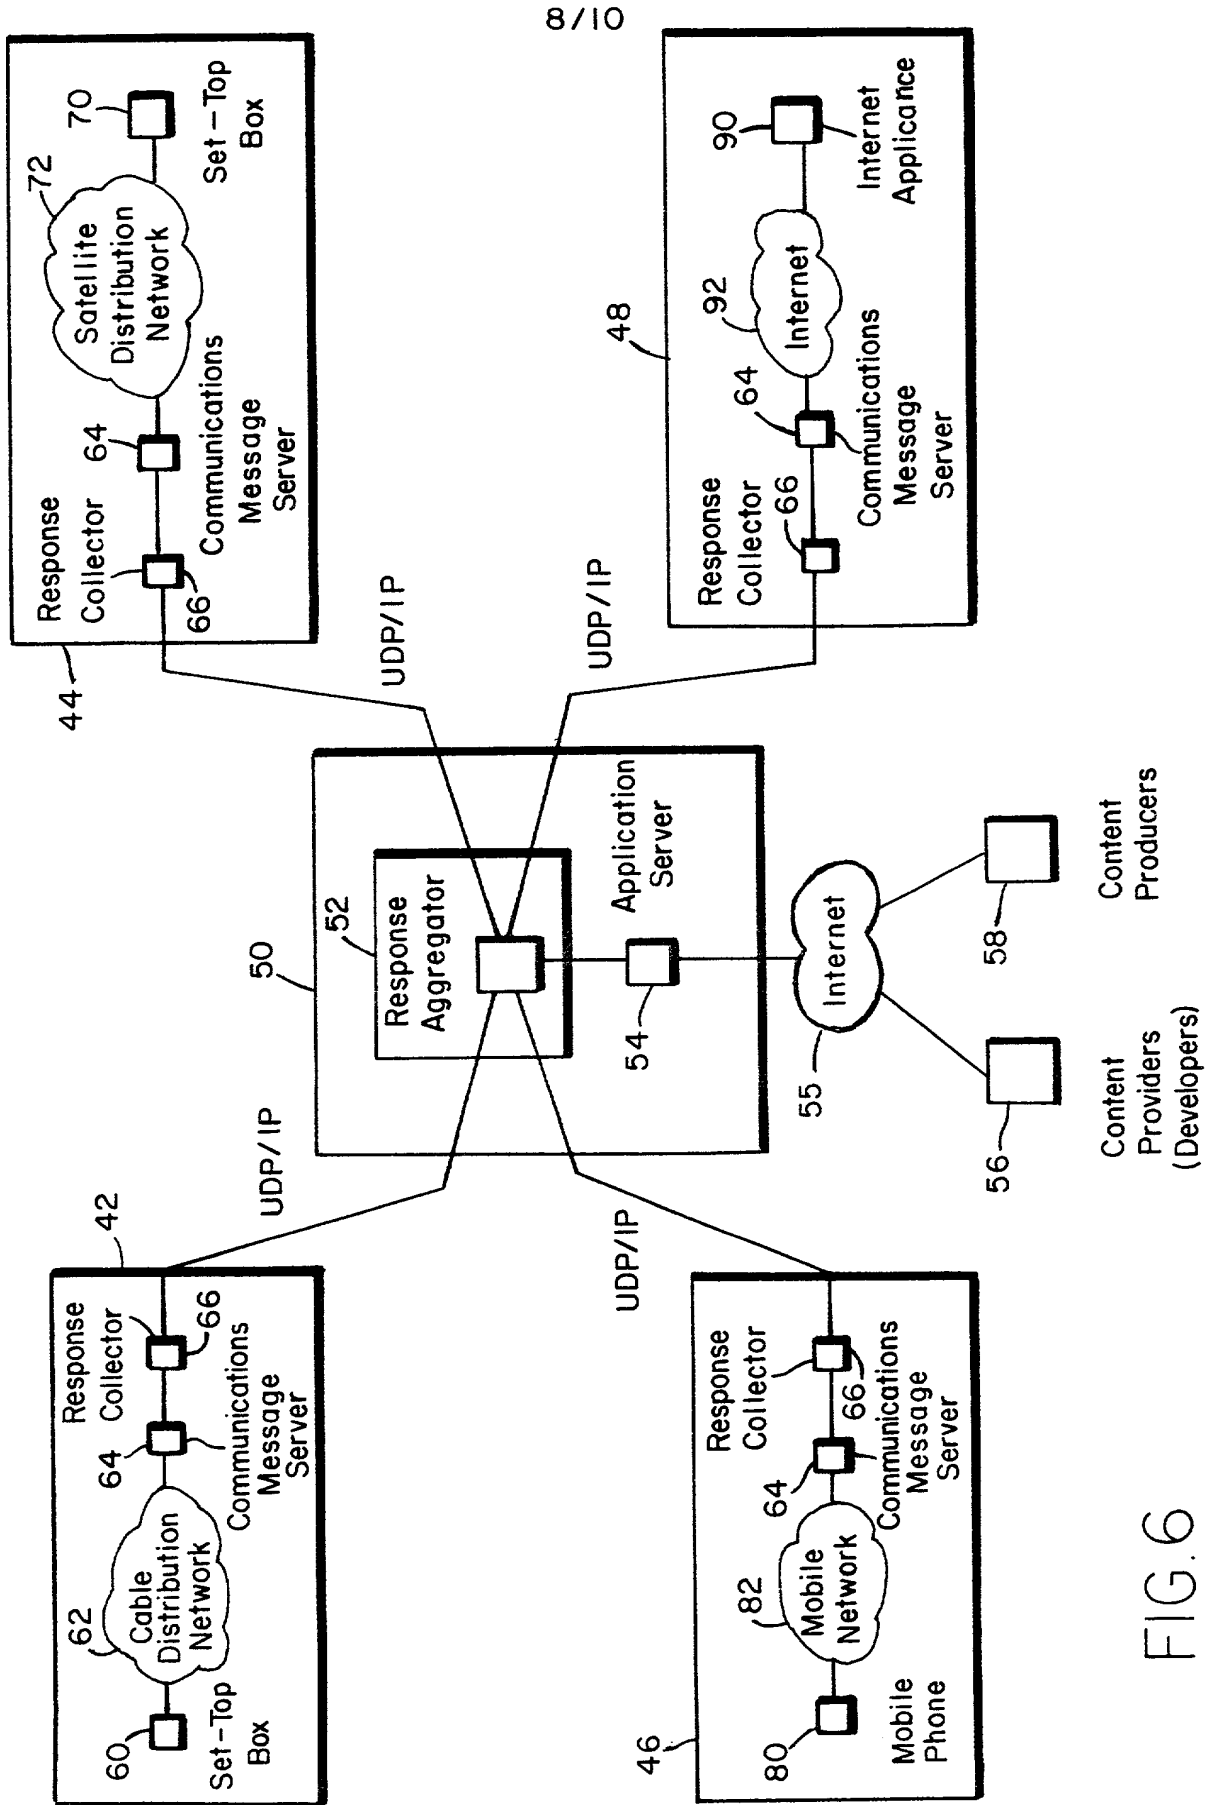 8/10
42
62
Cable
Distribution
Network
60
Set-Top
Box
64
Communications
Message
Server
Response
Collector
66
UDP/IP
44
Response
Collector
66
64
Communications
Message
Server
72
Satellite
Distribution
Network
70
Set-Top
Box
UDP/IP
50
52
Response
Aggregator
Application
Server
54
55
Internet
56
Content
Providers
(Developers)
58
Content
Producers
46
80
Mobile
Phone
82
Mobile
Network
64
Communications
Message
Server
Response
Collector
66
UDP/IP
48
Response
Collector
66
64
Communications
Message
Server
92
Internet
90
Internet
Applicance
UDP/IP
FIG.6